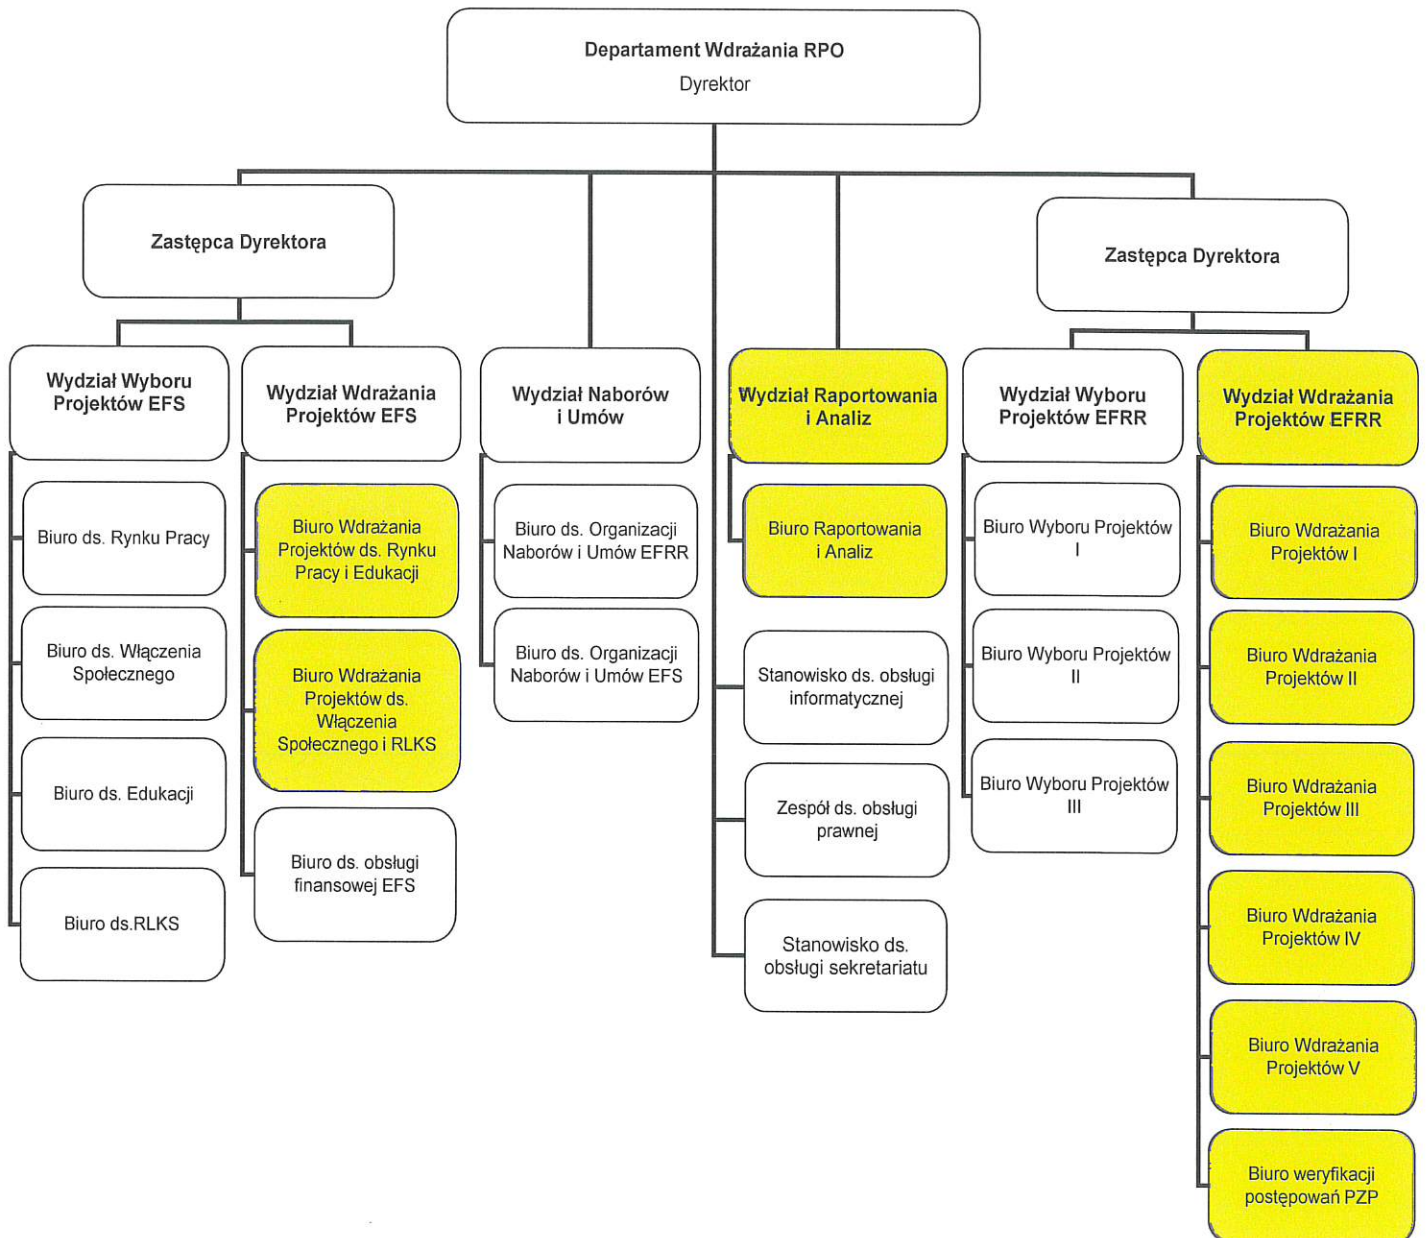 Departament Wdrażania RPO
Dyrektor
Zastępca Dyrektora
Zastępca Dyrektora
Wydział Wyboru
Projektów EFS
Wydział Wdrażania
Projektów EFS
Wydział Naborów
i Umów
Wydział Raportowania
i Analiz
Wydział Wyboru
Projektów EFRR
Wydział Wdrażania
Projektów EFRR
Biuro ds. Rynku Pracy
Biuro ds. Włączenia
Społecznego
Biuro ds. Edukacji
Biuro ds.RLKS
Biuro Wdrażania
Projektów ds. Rynku
Pracy i Edukacji
Biuro Wdrażania
Projektów ds.
Włączenia
Społecznego i RLKS
Biuro ds. obsługi
finansowej EFS
Biuro ds. Organizacji
Naborów i Umów EFRR
Biuro ds. Organizacji
Naborów i Umów EFS
Biuro Raportowania
i Analiz
Stanowisko ds. obsługi
informatycznej
Zespół ds. obsługi
prawnej
Stanowisko ds.
obsługi sekretariatu
Biuro Wyboru Projektów
I
Biuro Wyboru Projektów
II
Biuro Wyboru Projektów
III
Biuro Wdrażania
Projektów I
Biuro Wdrażania
Projektów II
Biuro Wdrażania
Projektów III
Biuro Wdrażania
Projektów IV
Biuro Wdrażania
Projektów V
Biuro weryfikacji
postępowań PZP